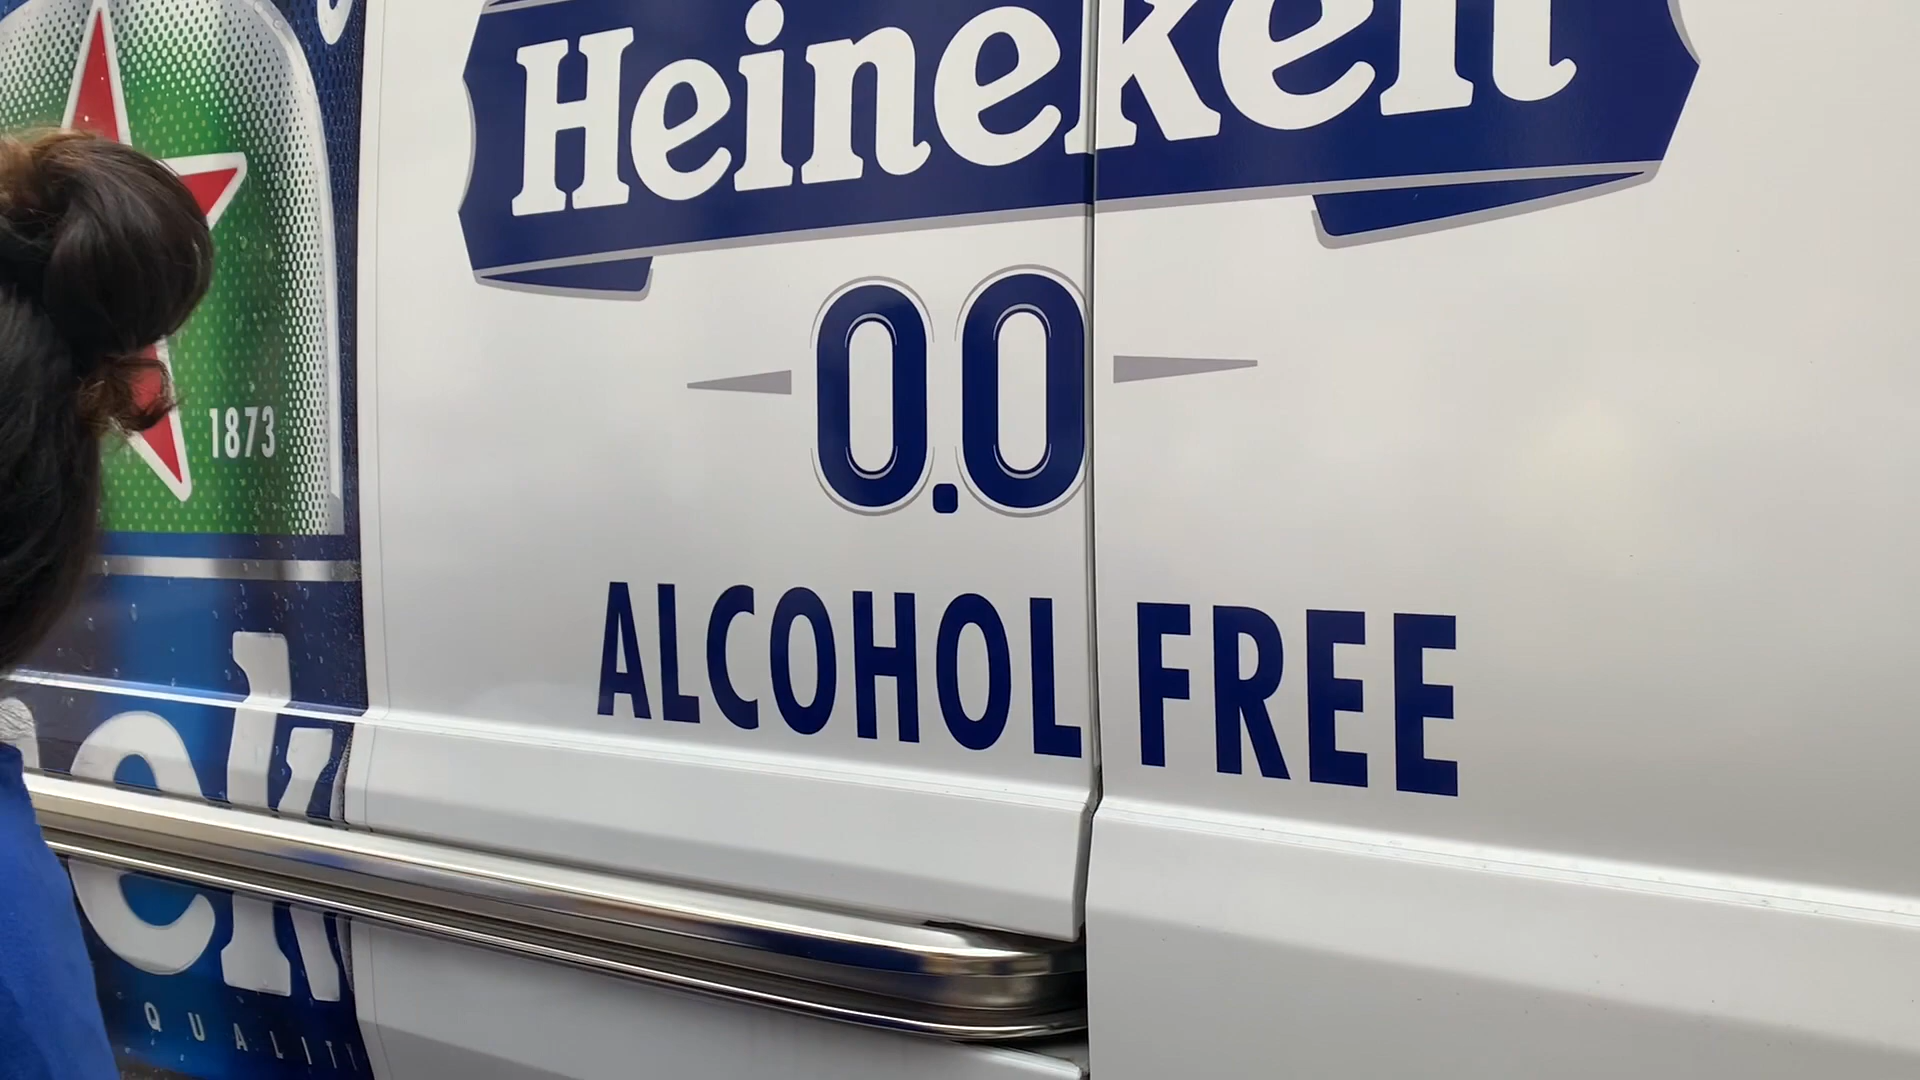 Heineken
0.0
ALCOHOL FREE
1873
QUALIT